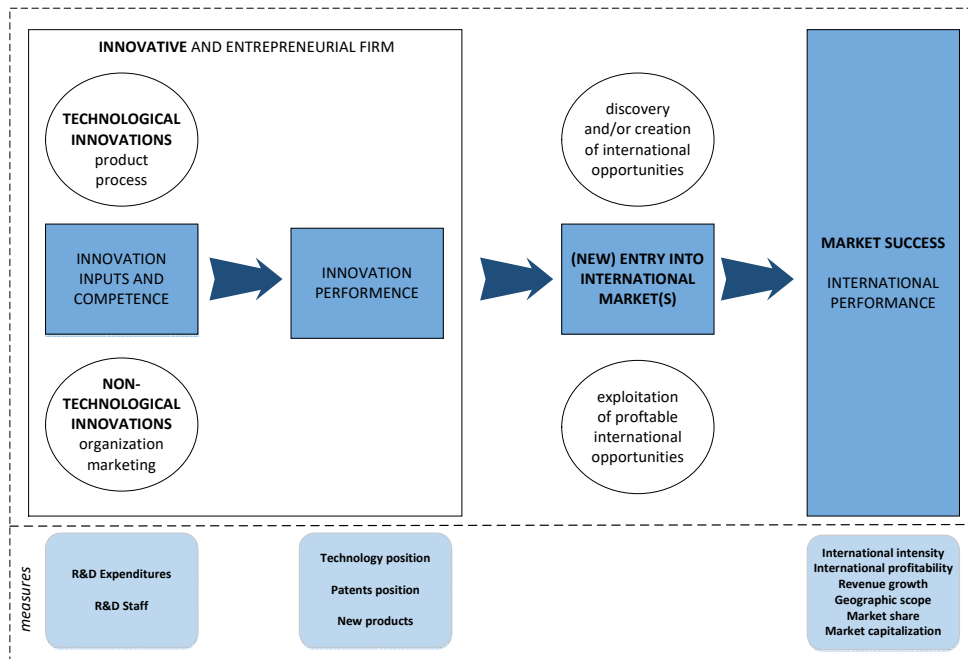 INNOVATIVE AND ENTREPRENEURIAL FIRM
TECHNOLOGICAL
INNOVATIONS
product
process
INNOVATION
INPUTS AND
COMPETENCE
NON-
TECHNOLOGICAL
INNOVATIONS
organization
marketing
INNOVATION
PERFORMENCE
discovery
and/or creation
of international
opportunities
(NEW) ENTRY INTO
INTERNATIONAL
MARKET(S)
exploitation
of proftable
international
opportunities
MARKET SUCCESS
INTERNATIONAL
PERFORMANCE
measures
R&D Expenditures
R&D Staff
Technology position
Patents position
New products
International intensity
International profitability
Revenue growth
Geographic scope
Market share
Market capitalization